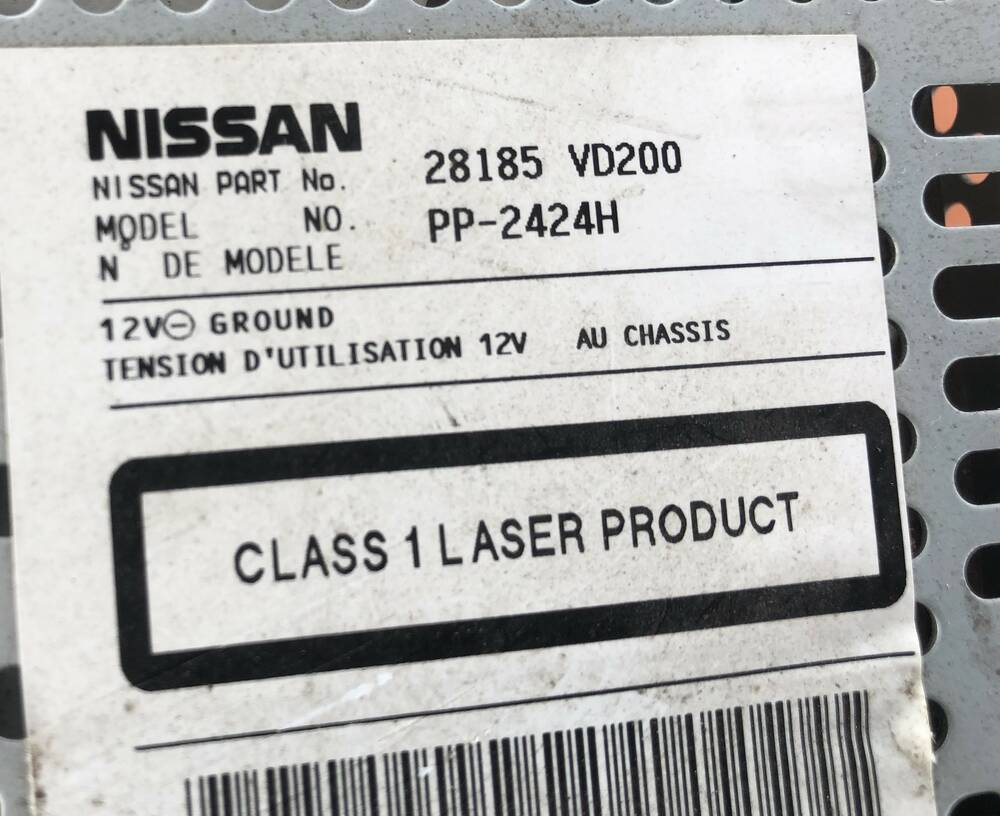 NISSAN
NISSAN PART No. 28185 VD200
MODEL NO. PP-2424H
N° DE MODELE
12V⊖ GROUND
TENSION D'UTILISATION 12V AU CHASSIS
CLASS 1 LASER PRODUCT